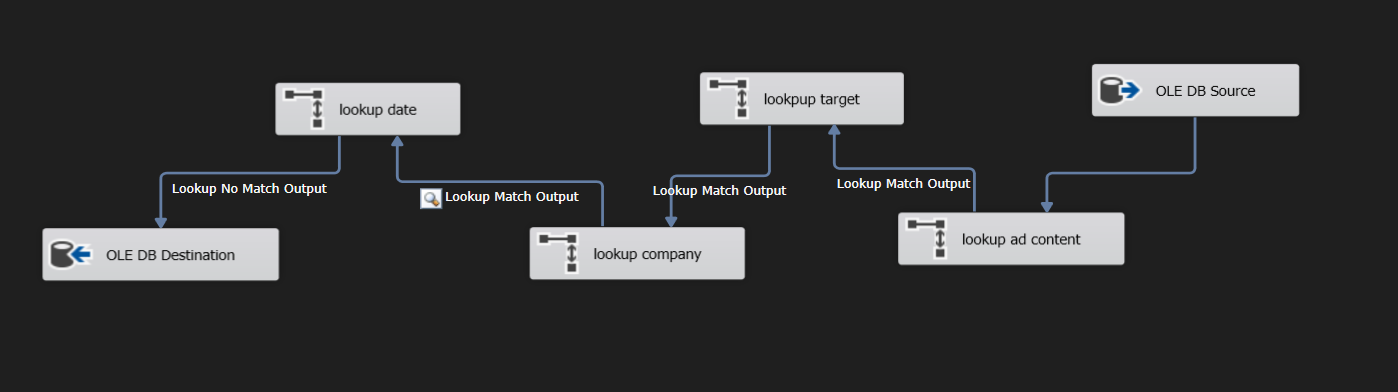 OLE DB Source
lookpup target
lookup date
Lookup Match Output
Lookup No Match Output
Lookup Match Output
Lookup Match Output
lookup ad content
lookup company
OLE DB Destination